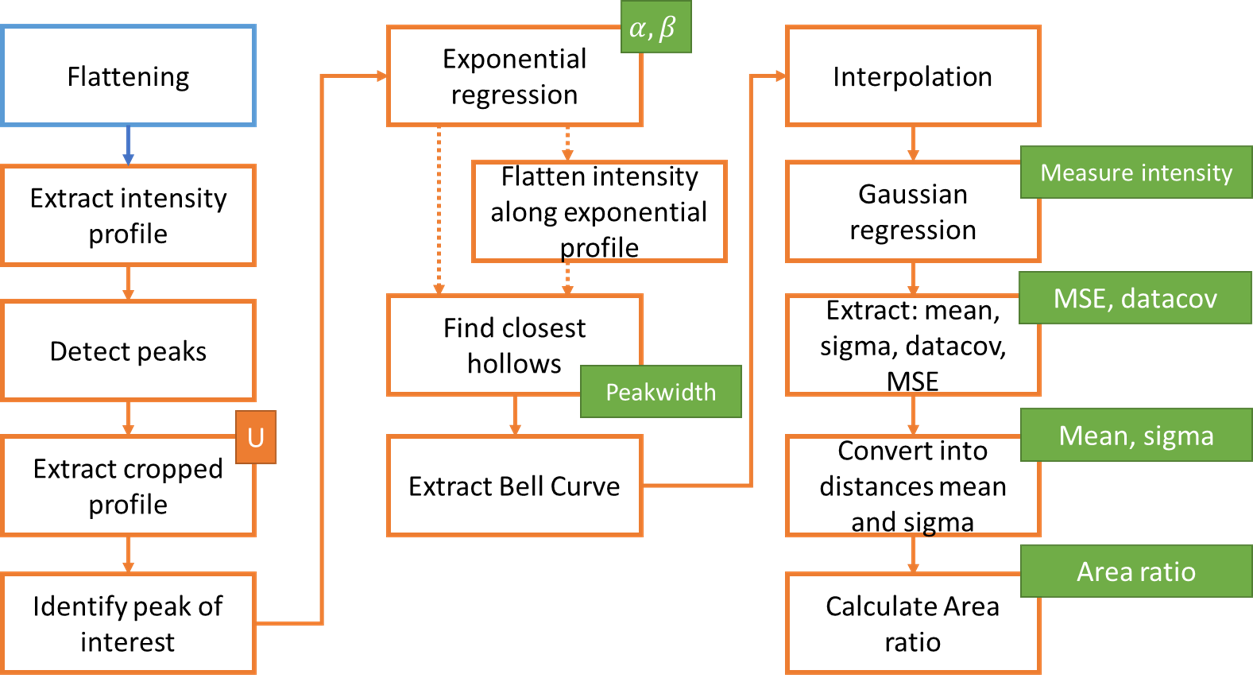 Flattening
Extract intensity
profile
Detect peaks
U
Extract cropped
profile
Identify peak of
interest
α, β
Exponential
regression
Flatten intensity
along exponential
profile
Find closest
hollows
Peakwidth
Extract Bell Curve
Interpolation
Measure intensity
Gaussian
regression
MSE, datacov
Extract: mean,
sigma, datacov,
MSE
Mean, sigma
Convert into
distances mean
and sigma
Area ratio
Calculate Area
ratio